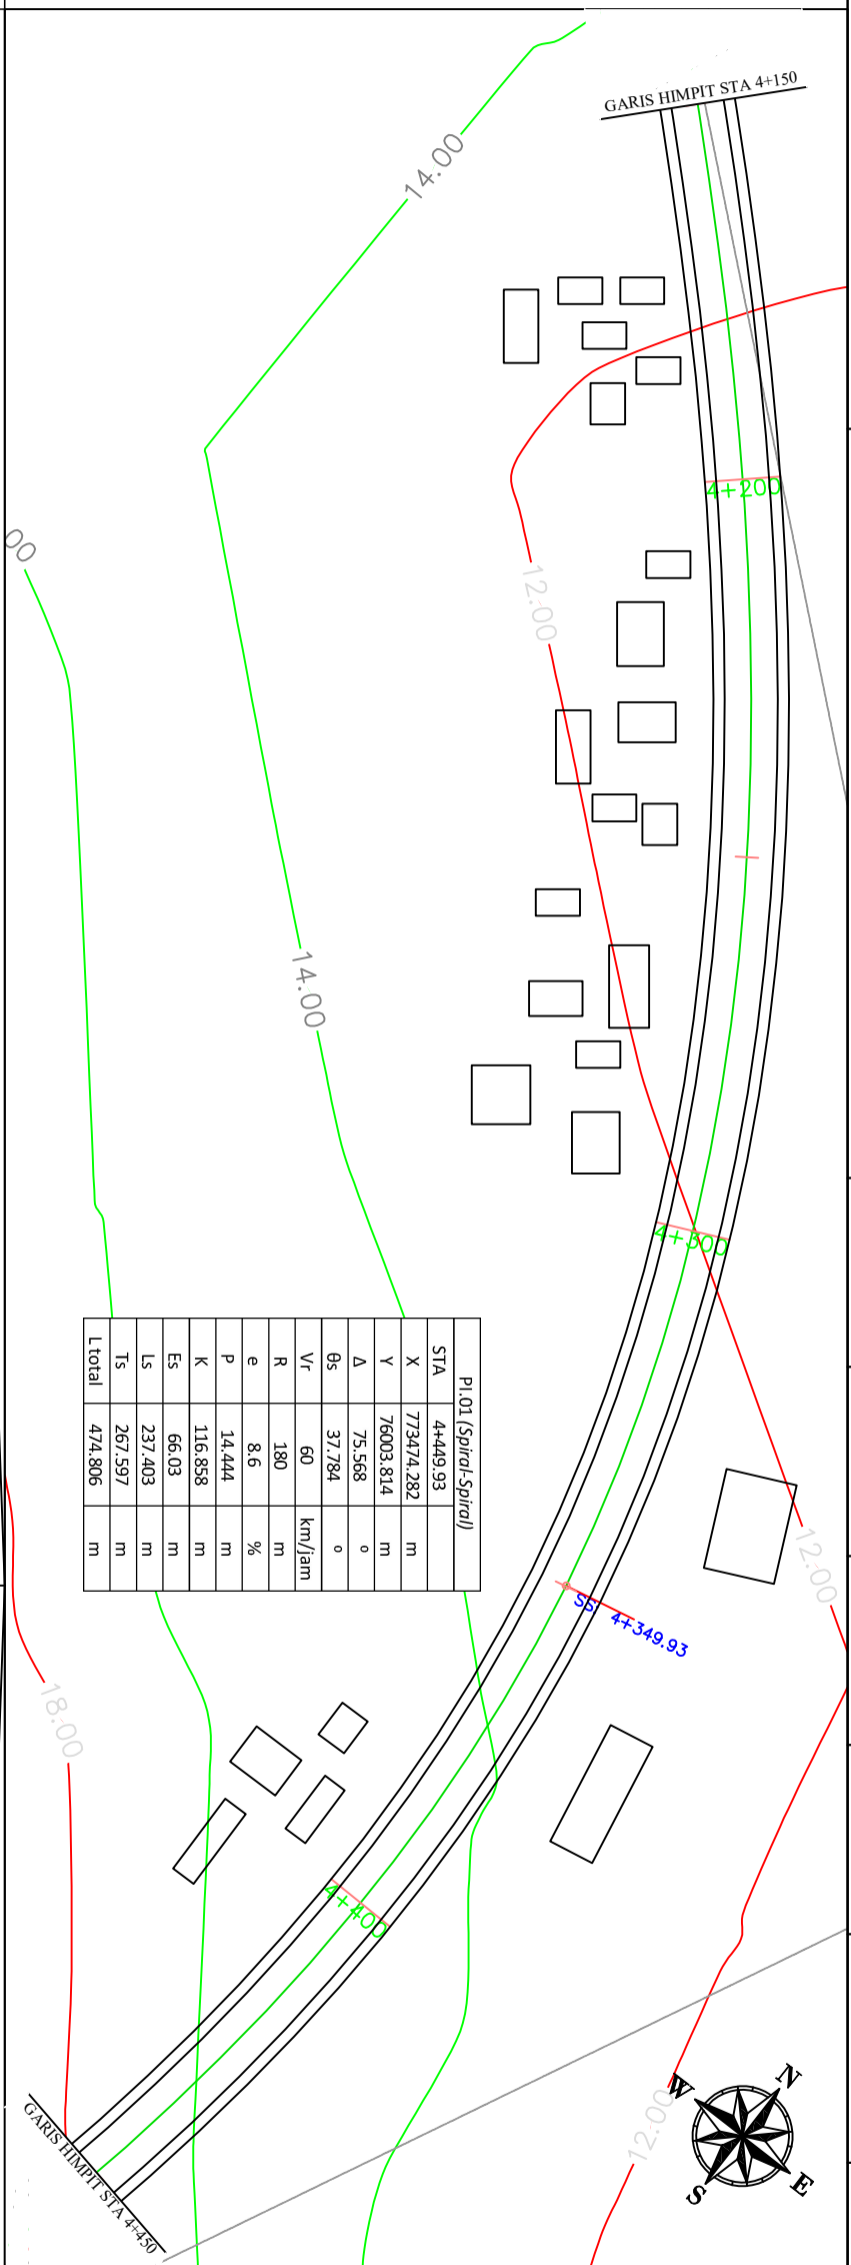 GARIS HIMPIT STA 4+150
14.00
4+200
00
12.00
14.00
4+300
PI.01 (Spiral-Spiral)
STA 4+449.93
X 773474.282 m
Y 76003.814 m
Δ 75.568 °
θs 37.784 °
Vr 60 km/jam
R 180 m
e 8.6 %
P 14.444 m
K 116.858 m
Es 66.03 m
Ls 237.403 m
Ts 267.597 m
L total 474.806 m
12.00
SS 4+349.93
18.00
4+400
N
W
E
S
12.00
GARIS HIMPIT STA 4+450